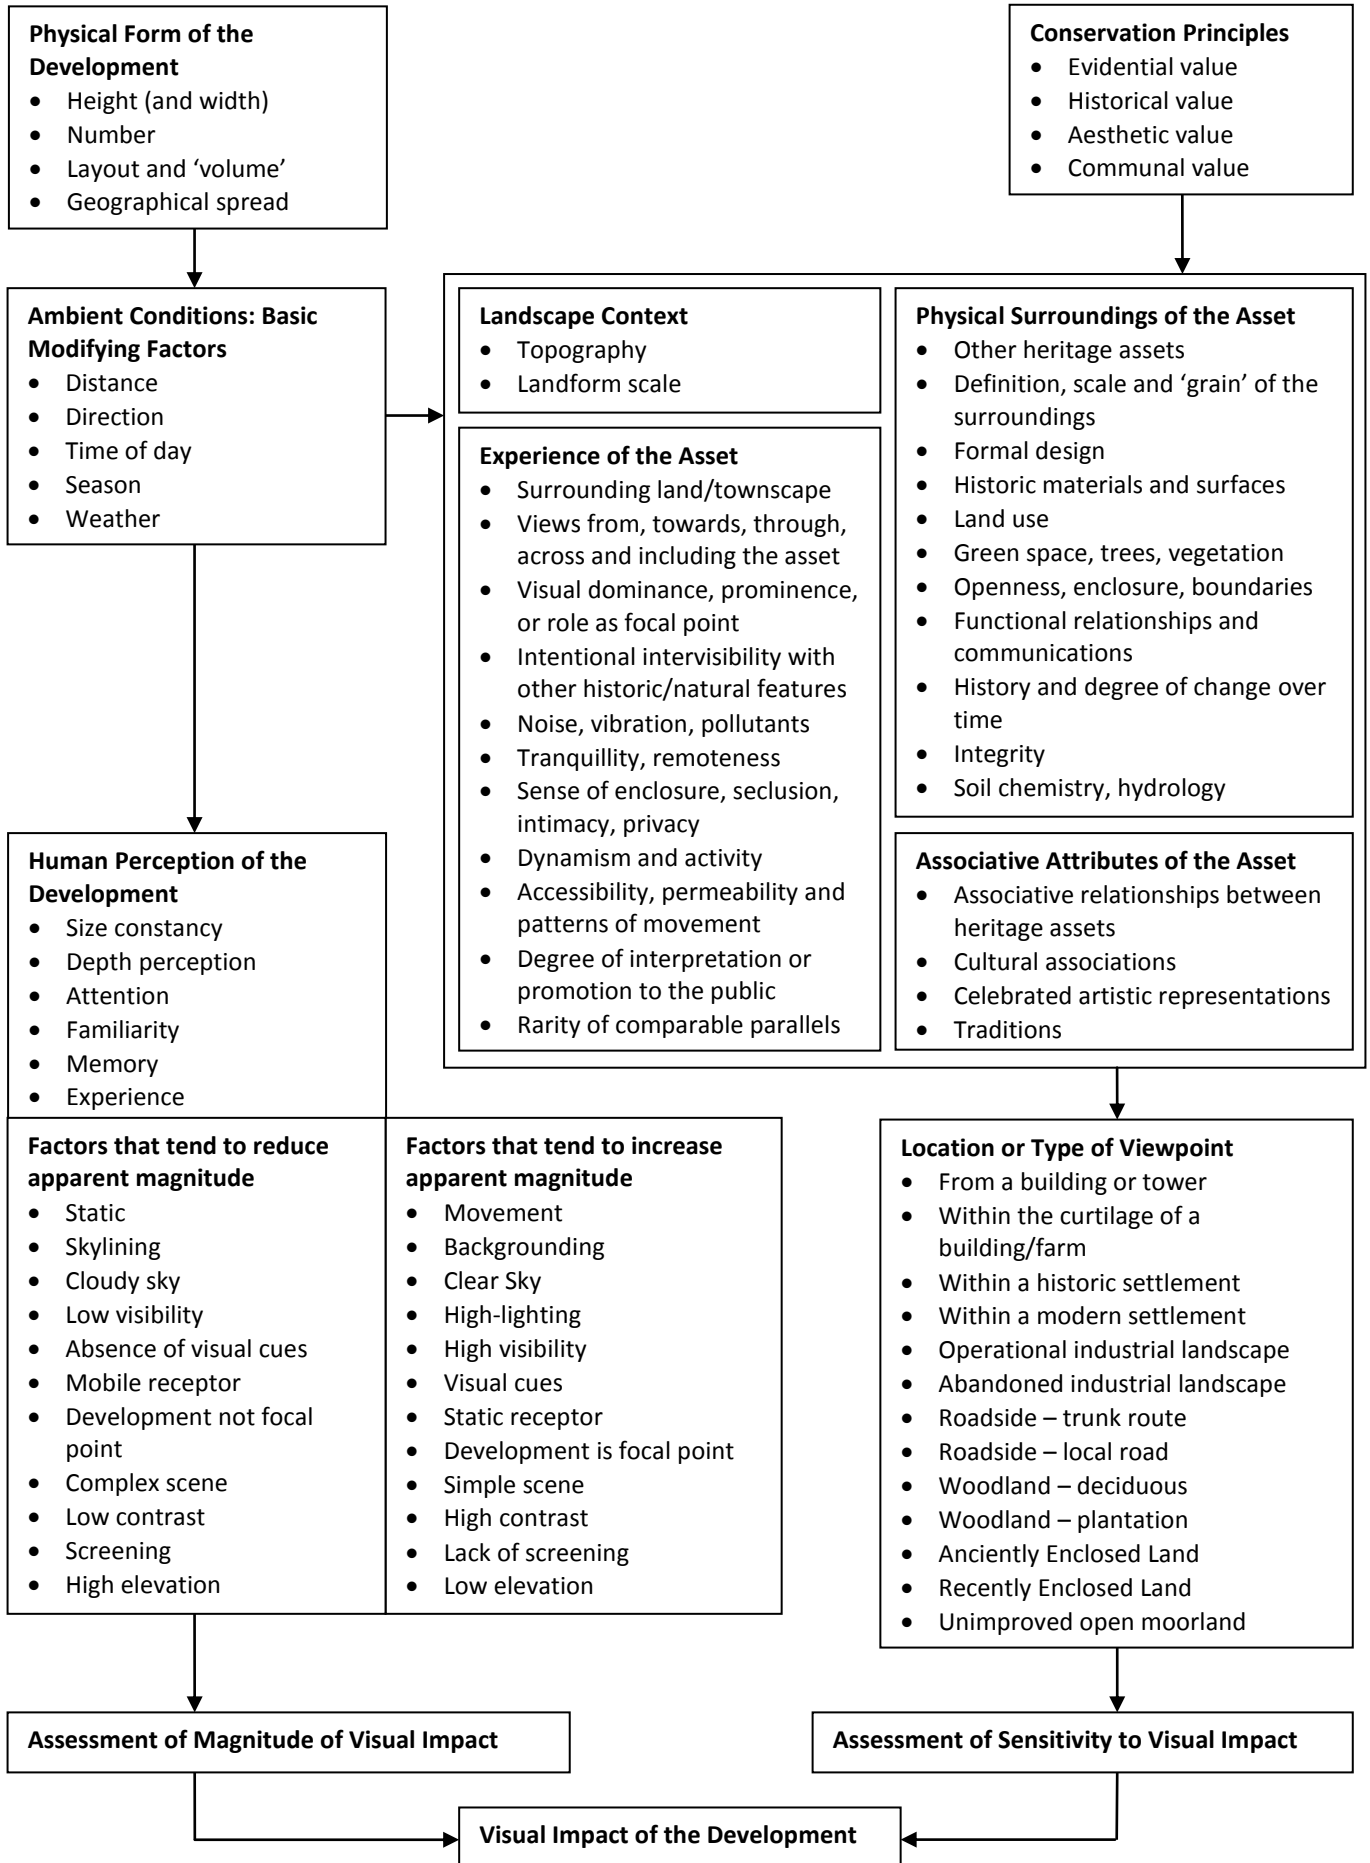 Physical Form of the
Development
• Height (and width)
• Number
• Layout and ‘volume’
• Geographical spread
Conservation Principles
• Evidential value
• Historical value
• Aesthetic value
• Communal value
Ambient Conditions: Basic
Modifying Factors
• Distance
• Direction
• Time of day
• Season
• Weather
Landscape Context
• Topography
• Landform scale
Experience of the Asset
• Surrounding land/townscape
• Views from, towards, through,
across and including the asset
• Visual dominance, prominence,
or role as focal point
• Intentional intervisibility with
other historic/natural features
• Noise, vibration, pollutants
• Tranquillity, remoteness
• Sense of enclosure, seclusion,
intimacy, privacy
• Dynamism and activity
• Accessibility, permeability and
patterns of movement
• Degree of interpretation or
promotion to the public
• Rarity of comparable parallels
Physical Surroundings of the Asset
• Other heritage assets
• Definition, scale and ‘grain’ of the
surroundings
• Formal design
• Historic materials and surfaces
• Land use
• Green space, trees, vegetation
• Openness, enclosure, boundaries
• Functional relationships and
communications
• History and degree of change over
time
• Integrity
• Soil chemistry, hydrology
Associative Attributes of the Asset
• Associative relationships between
heritage assets
• Cultural associations
• Celebrated artistic representations
• Traditions
Human Perception of the
Development
• Size constancy
• Depth perception
• Attention
• Familiarity
• Memory
• Experience
Factors that tend to reduce
apparent magnitude
• Static
• Skylining
• Cloudy sky
• Low visibility
• Absence of visual cues
• Mobile receptor
• Development not focal
point
• Complex scene
• Low contrast
• Screening
• High elevation
Factors that tend to increase
apparent magnitude
• Movement
• Backgrounding
• Clear Sky
• High-lighting
• High visibility
• Visual cues
• Static receptor
• Development is focal point
• Simple scene
• High contrast
• Lack of screening
• Low elevation
Location or Type of Viewpoint
• From a building or tower
• Within the curtilage of a
building/farm
• Within a historic settlement
• Within a modern settlement
• Operational industrial landscape
• Abandoned industrial landscape
• Roadside – trunk route
• Roadside – local road
• Woodland – deciduous
• Woodland – plantation
• Anciently Enclosed Land
• Recently Enclosed Land
• Unimproved open moorland
Assessment of Magnitude of Visual Impact
Assessment of Sensitivity to Visual Impact
Visual Impact of the Development